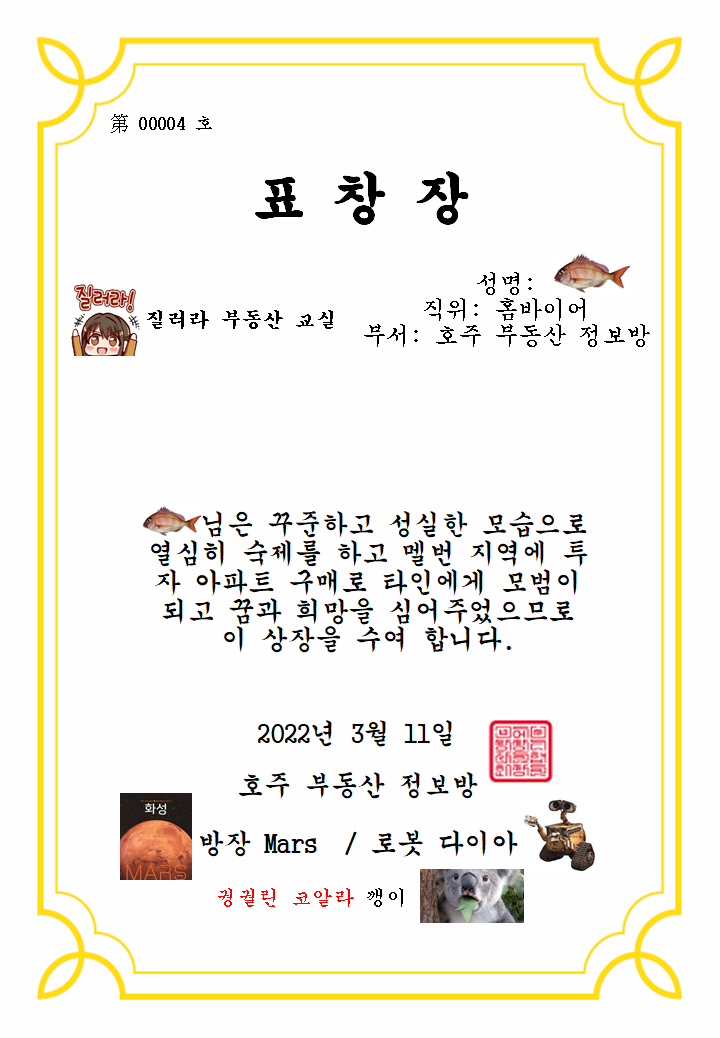 第 00004 호
표 창 장
성명:
직위: 홈바이어
부서: 호주 부동산 정보방
질러라!
질러라 부동산 교실
님은 꾸준하고 성실한 모습으로
열심히 숙제를 하고 멜번 지역에 투
자 아파트 구매로 타인에게 모범이
되고 꿈과 희망을 심어주었으므로
이 상장을 수여 합니다.
2022년 3월 11일
호주 부동산 정보방
화성
MARS
방장 Mars / 로봇 다이아
궝궐린 코알라 깽이